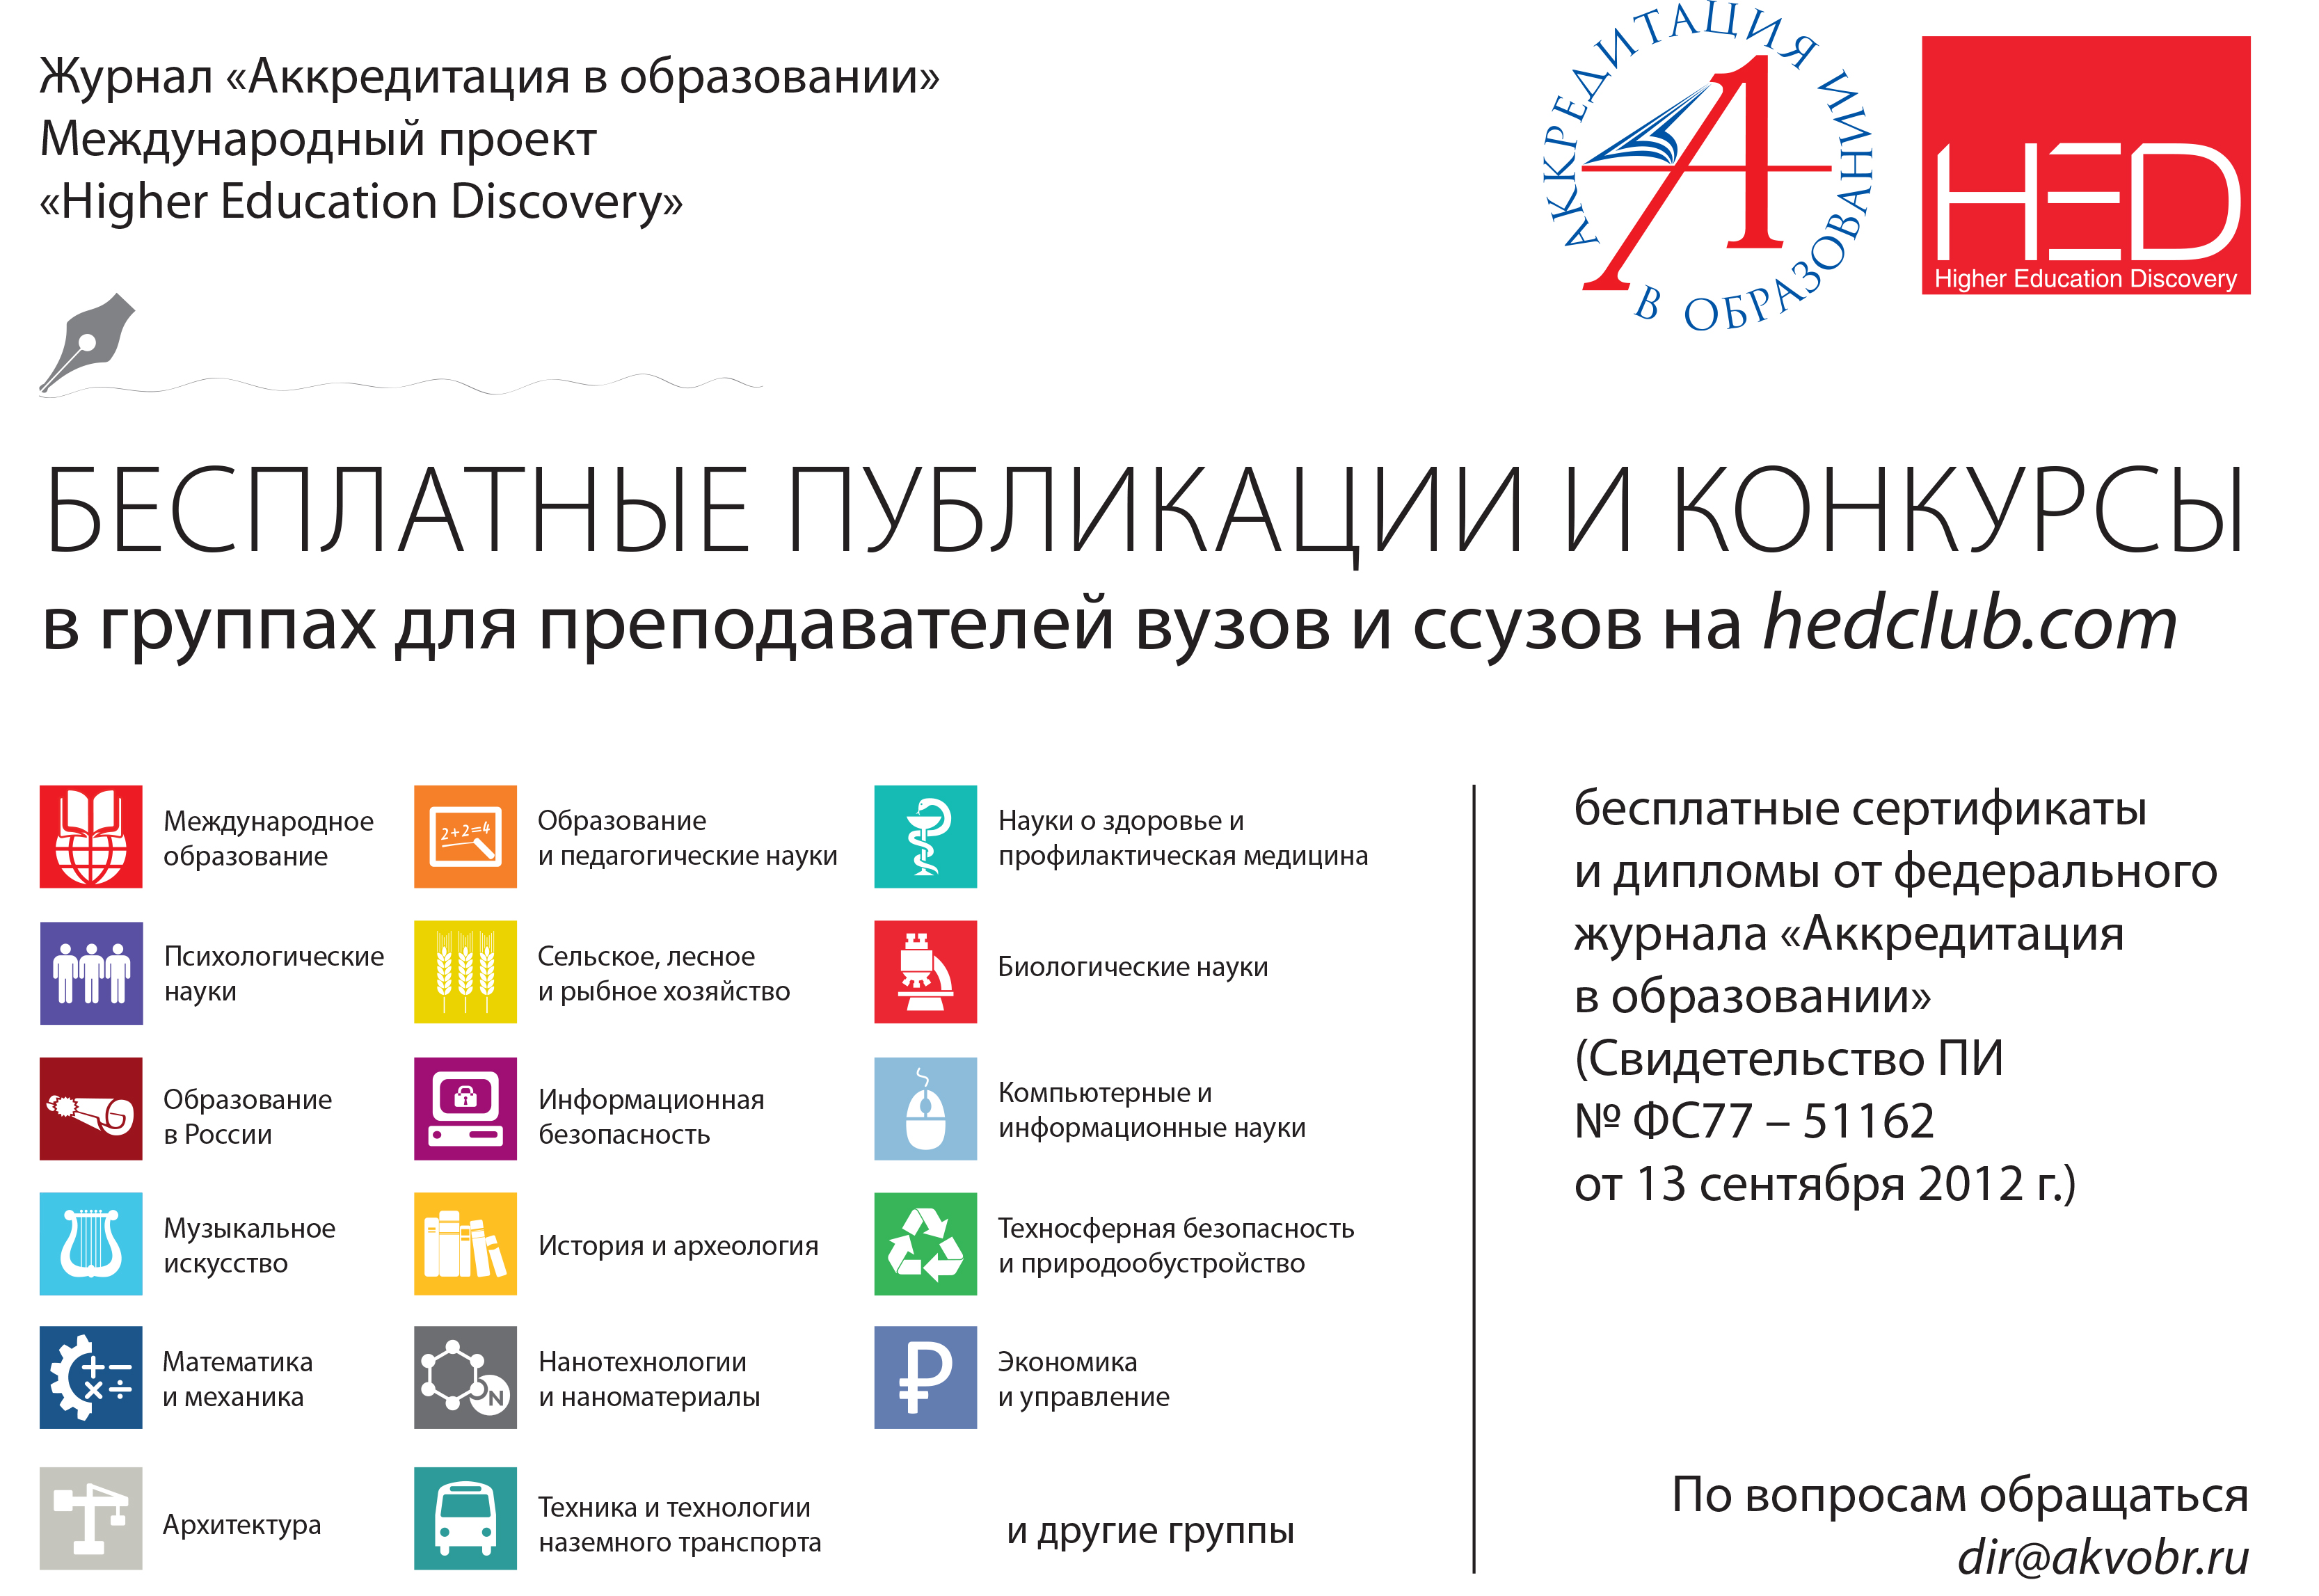 Журнал «Аккредитация в образовании»
Международный проект
«Higher Education Discovery»
АККРЕДИТАЦИЯ ИИННАЯ
В ОБРАЗОВАНИИ
HED
Higher Education Discovery
БЕСПЛАТНЫЕ ПУБЛИКАЦИИ И КОНКУРСЫ
в группах для преподавателей вузов и ссузов на hedclub.com
Международное
образование
2+2=4
Образование
и педагогические науки
Науки о здоровье и
профилактическая медицина
Психологические
науки
Сельское, лесное
и рыбное хозяйство
Биологические науки
Образование
в России
Информационная
безопасность
Компьютерные и
информационные науки
Музыкальное
искусство
История и археология
Техносферная безопасность
и природообустройство
Математика
и механика
N
Нанотехнологии
и наноматериалы
Экономика
и управление
Архитектура
Техника и технологии
наземного транспорта
и другие группы
бесплатные сертификаты
и дипломы от федерального
журнала «Аккредитация
в образовании»
(Свидетельство ПИ
№ ФС77 – 51162
от 13 сентября 2012 г.)
По вопросам обращаться
dir@akvobr.ru